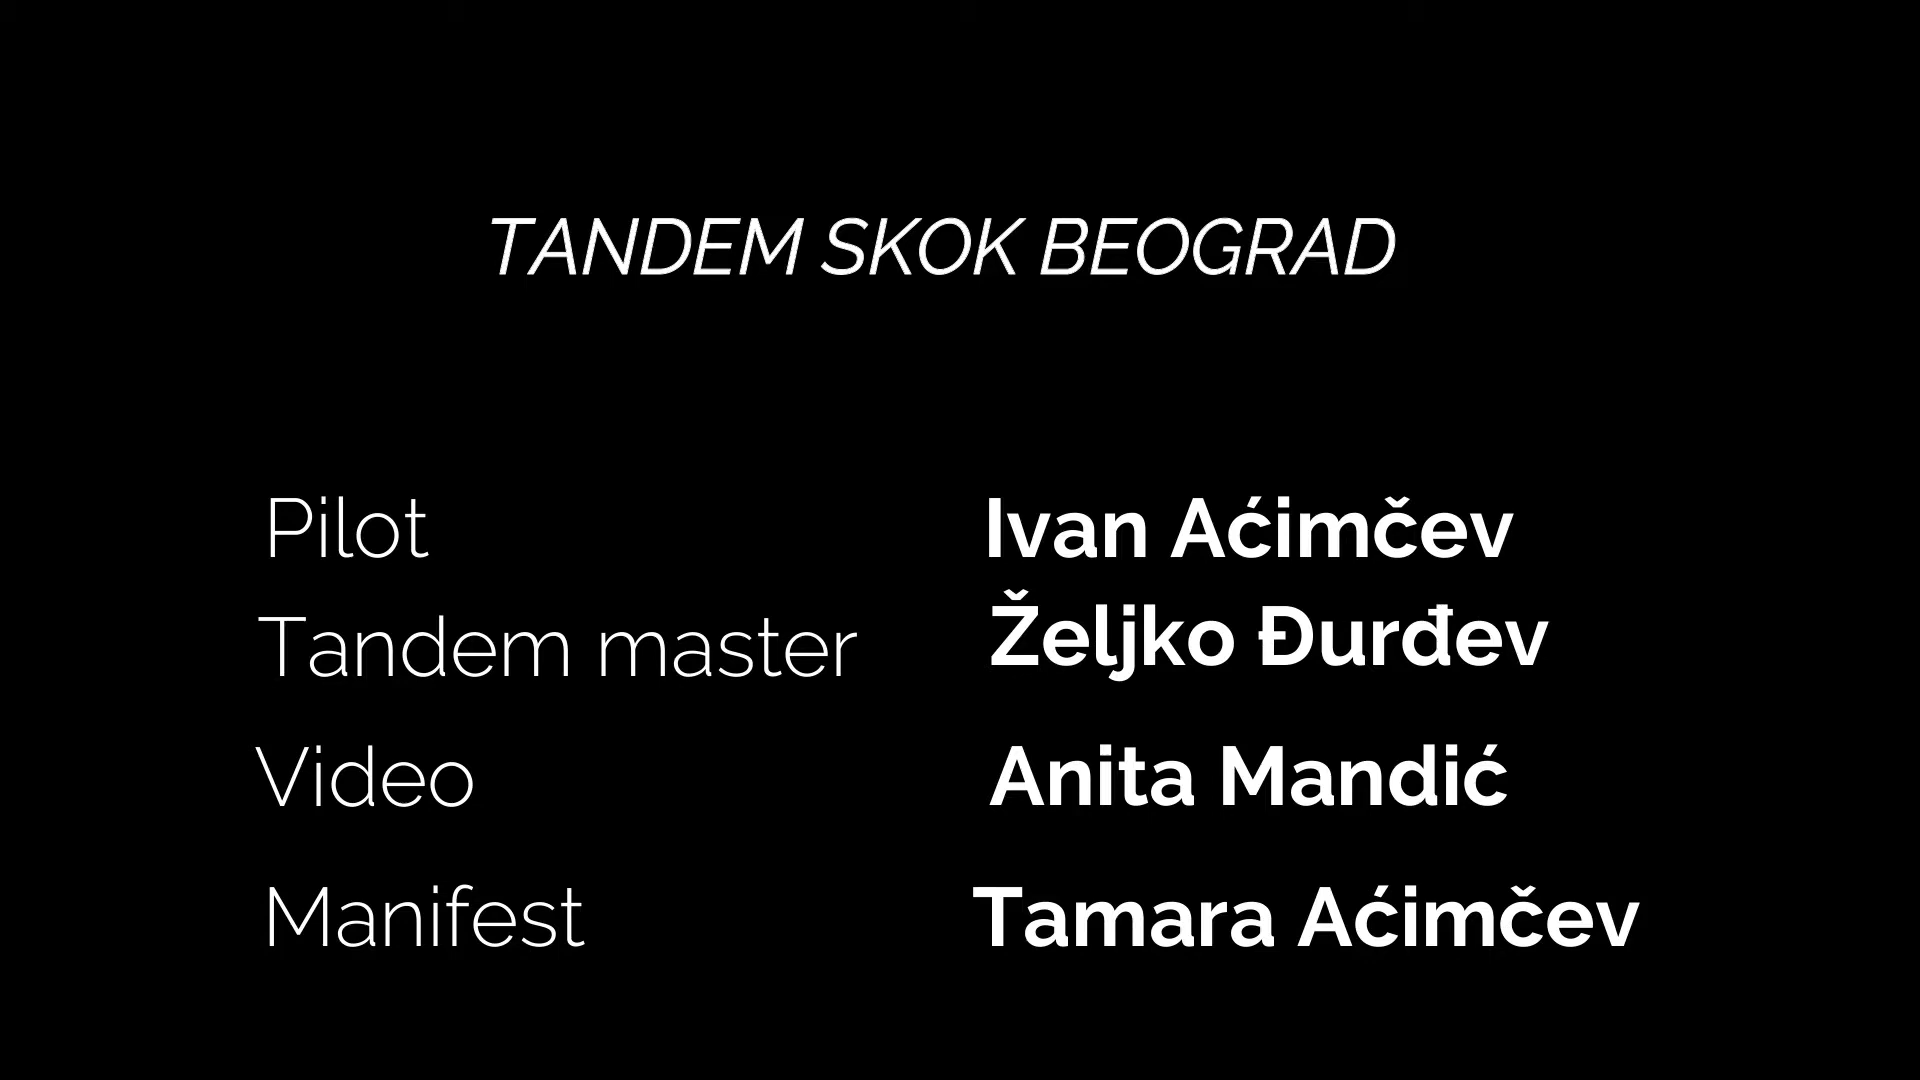 TANDEM SKOK BEOGRAD
Pilot Ivan Aćimčev
Tandem master Željko Đurđev
Video Anita Mandić
Manifest Tamara Aćimčev